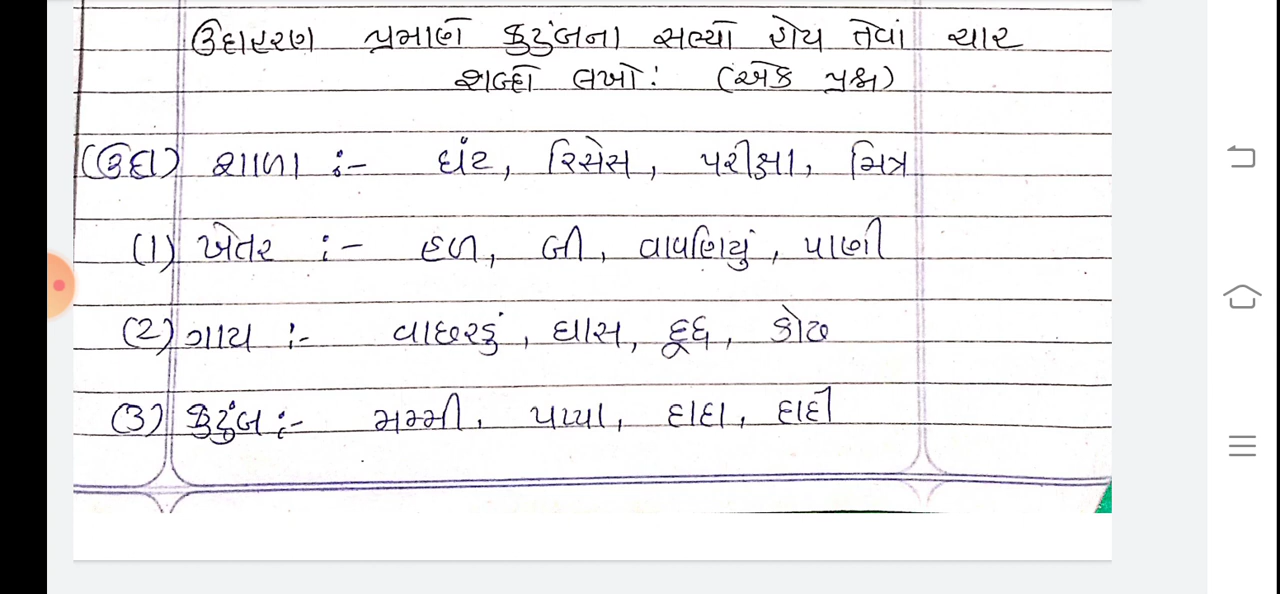 ઉદાહરણ પ્રમાણે કુટુંબના સભ્યો હોય તેવાં ચાર
શબ્દો લખો: (એક પ્રશ્ન)
(ઉદા) શાળા :- ઘંટ, રિસેસ, પરીક્ષા, મિત્ર
(1) ખેતર :- હળ, બી, વાવણિયું, પાણી
(2) ગાય :- વાછરડું, ઘાસ, દૂધ, કોઢ
(3) કુટુંબ :- મમ્મી, પપ્પા, દાદા, દાદી